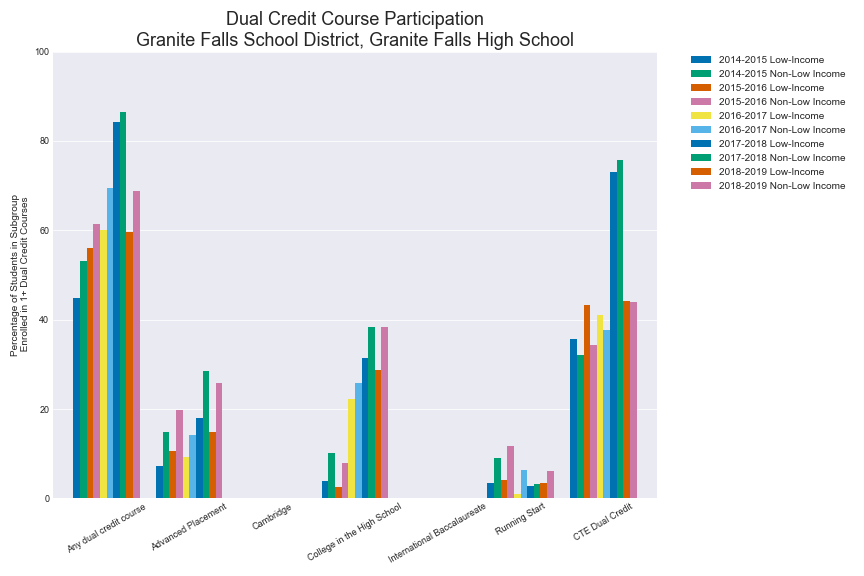 Dual Credit Course Participation
Granite Falls School District, Granite Falls High School
Percentage of Students in Subgroup
Enrolled in 1+ Dual Credit Courses
100
80
60
40
20
0
Any dual credit course
Advanced Placement
Cambridge
College in the High School
International Baccalaureate
Running Start
CTE Dual Credit
2014-2015 Low-Income
2014-2015 Non-Low Income
2015-2016 Low-Income
2015-2016 Non-Low Income
2016-2017 Low-Income
2016-2017 Non-Low Income
2017-2018 Low-Income
2017-2018 Non-Low Income
2018-2019 Low-Income
2018-2019 Non-Low Income